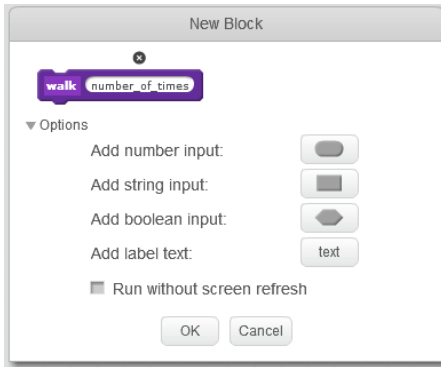 New Block
walk number_of_times
Options
Add number input:
Add string input:
Add boolean input:
Add label text: text
Run without screen refresh
OK Cancel